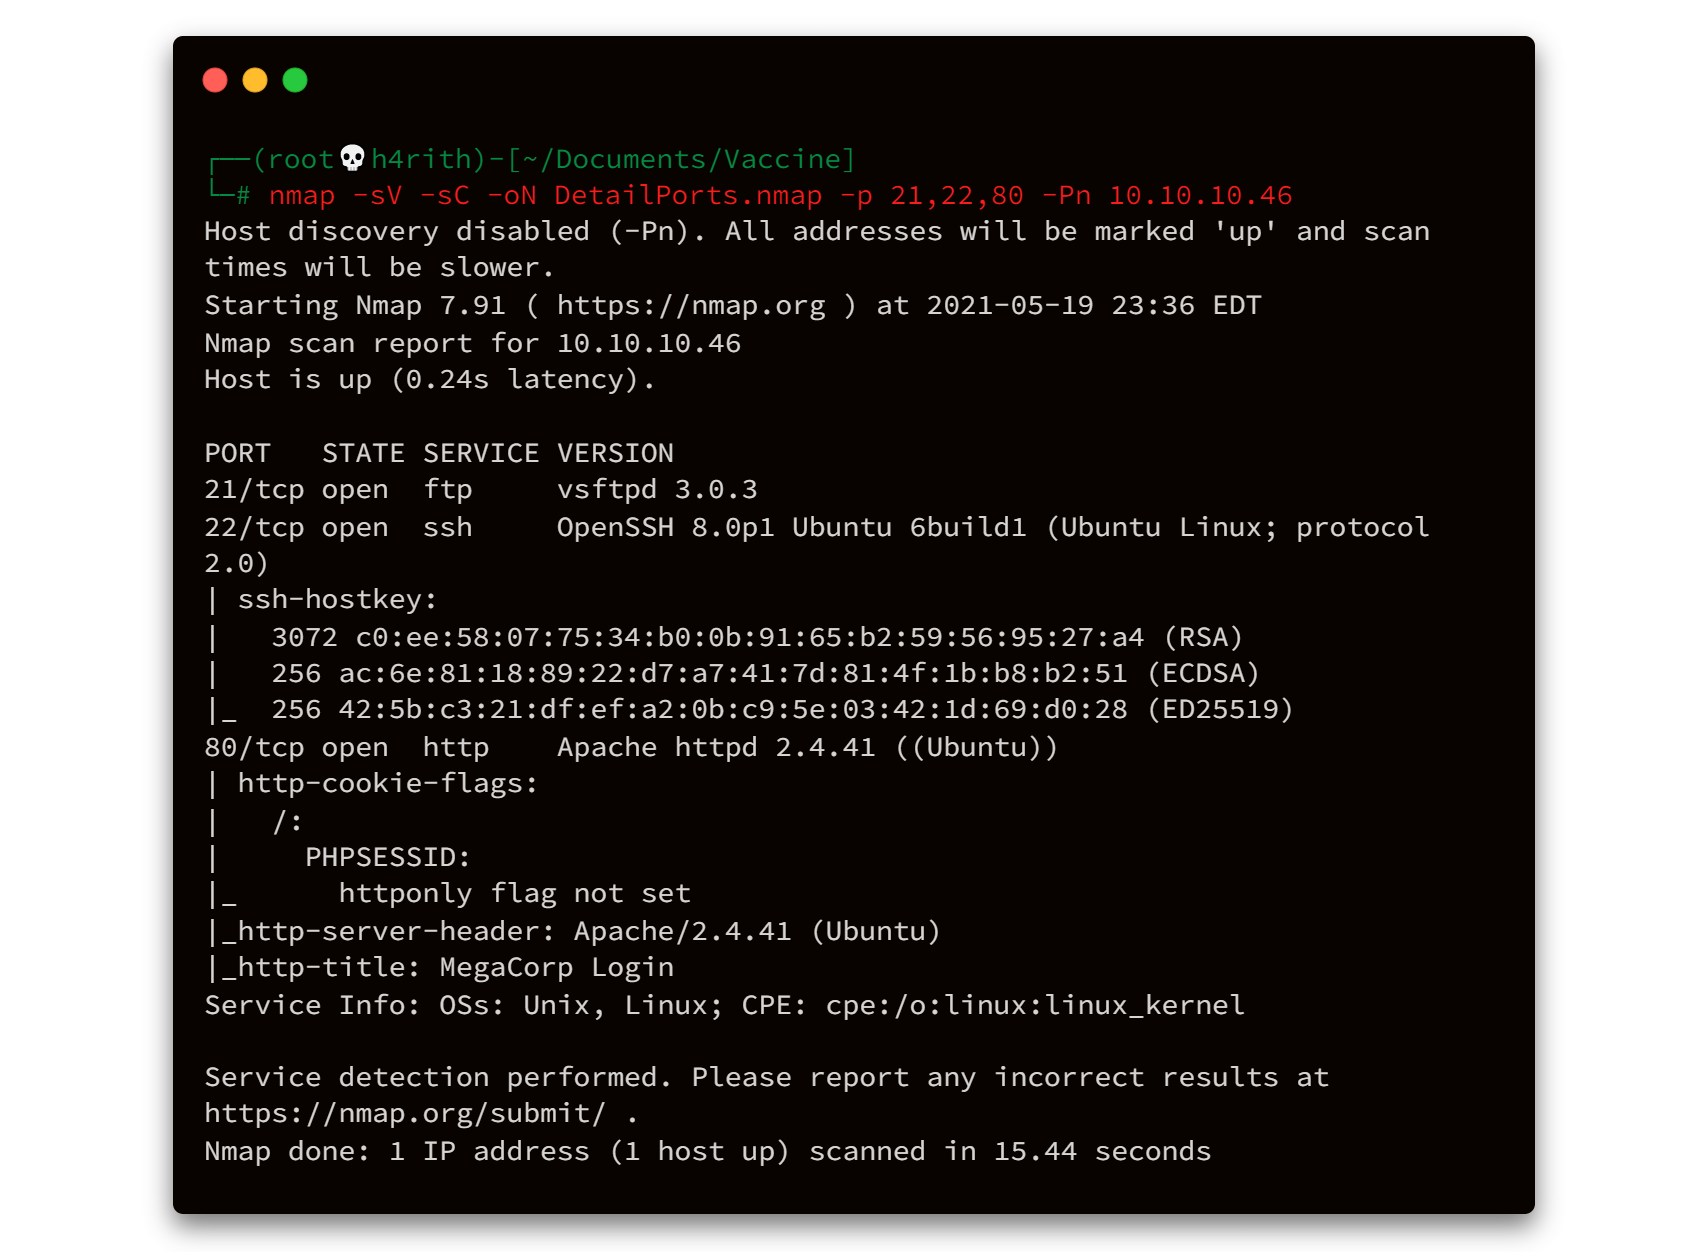 ┌──(root💀h4rith)-[~/Documents/Vaccine]
└─# nmap -sV -sC -oN DetailPorts.nmap -p 21,22,80 -Pn 10.10.10.46
Host discovery disabled (-Pn). All addresses will be marked 'up' and scan
times will be slower.
Starting Nmap 7.91 ( https://nmap.org ) at 2021-05-19 23:36 EDT
Nmap scan report for 10.10.10.46
Host is up (0.24s latency).

PORT   STATE SERVICE VERSION
21/tcp open  ftp     vsftpd 3.0.3
22/tcp open  ssh     OpenSSH 8.0p1 Ubuntu 6build1 (Ubuntu Linux; protocol
2.0)
| ssh-hostkey:
|   3072 c0:ee:58:07:75:34:b0:0b:91:65:b2:59:56:95:27:a4 (RSA)
|   256 ac:6e:81:18:89:22:d7:a7:41:7d:81:4f:1b:b8:b2:51 (ECDSA)
|_  256 42:5b:c3:21:df:ef:a2:0b:c9:5e:03:42:1d:69:d0:28 (ED25519)
80/tcp open  http    Apache httpd 2.4.41 ((Ubuntu))
| http-cookie-flags:
|   /:
|     PHPSESSID:
|_      httponly flag not set
|_http-server-header: Apache/2.4.41 (Ubuntu)
|_http-title: MegaCorp Login
Service Info: OSs: Unix, Linux; CPE: cpe:/o:linux:linux_kernel

Service detection performed. Please report any incorrect results at
https://nmap.org/submit/ .
Nmap done: 1 IP address (1 host up) scanned in 15.44 seconds